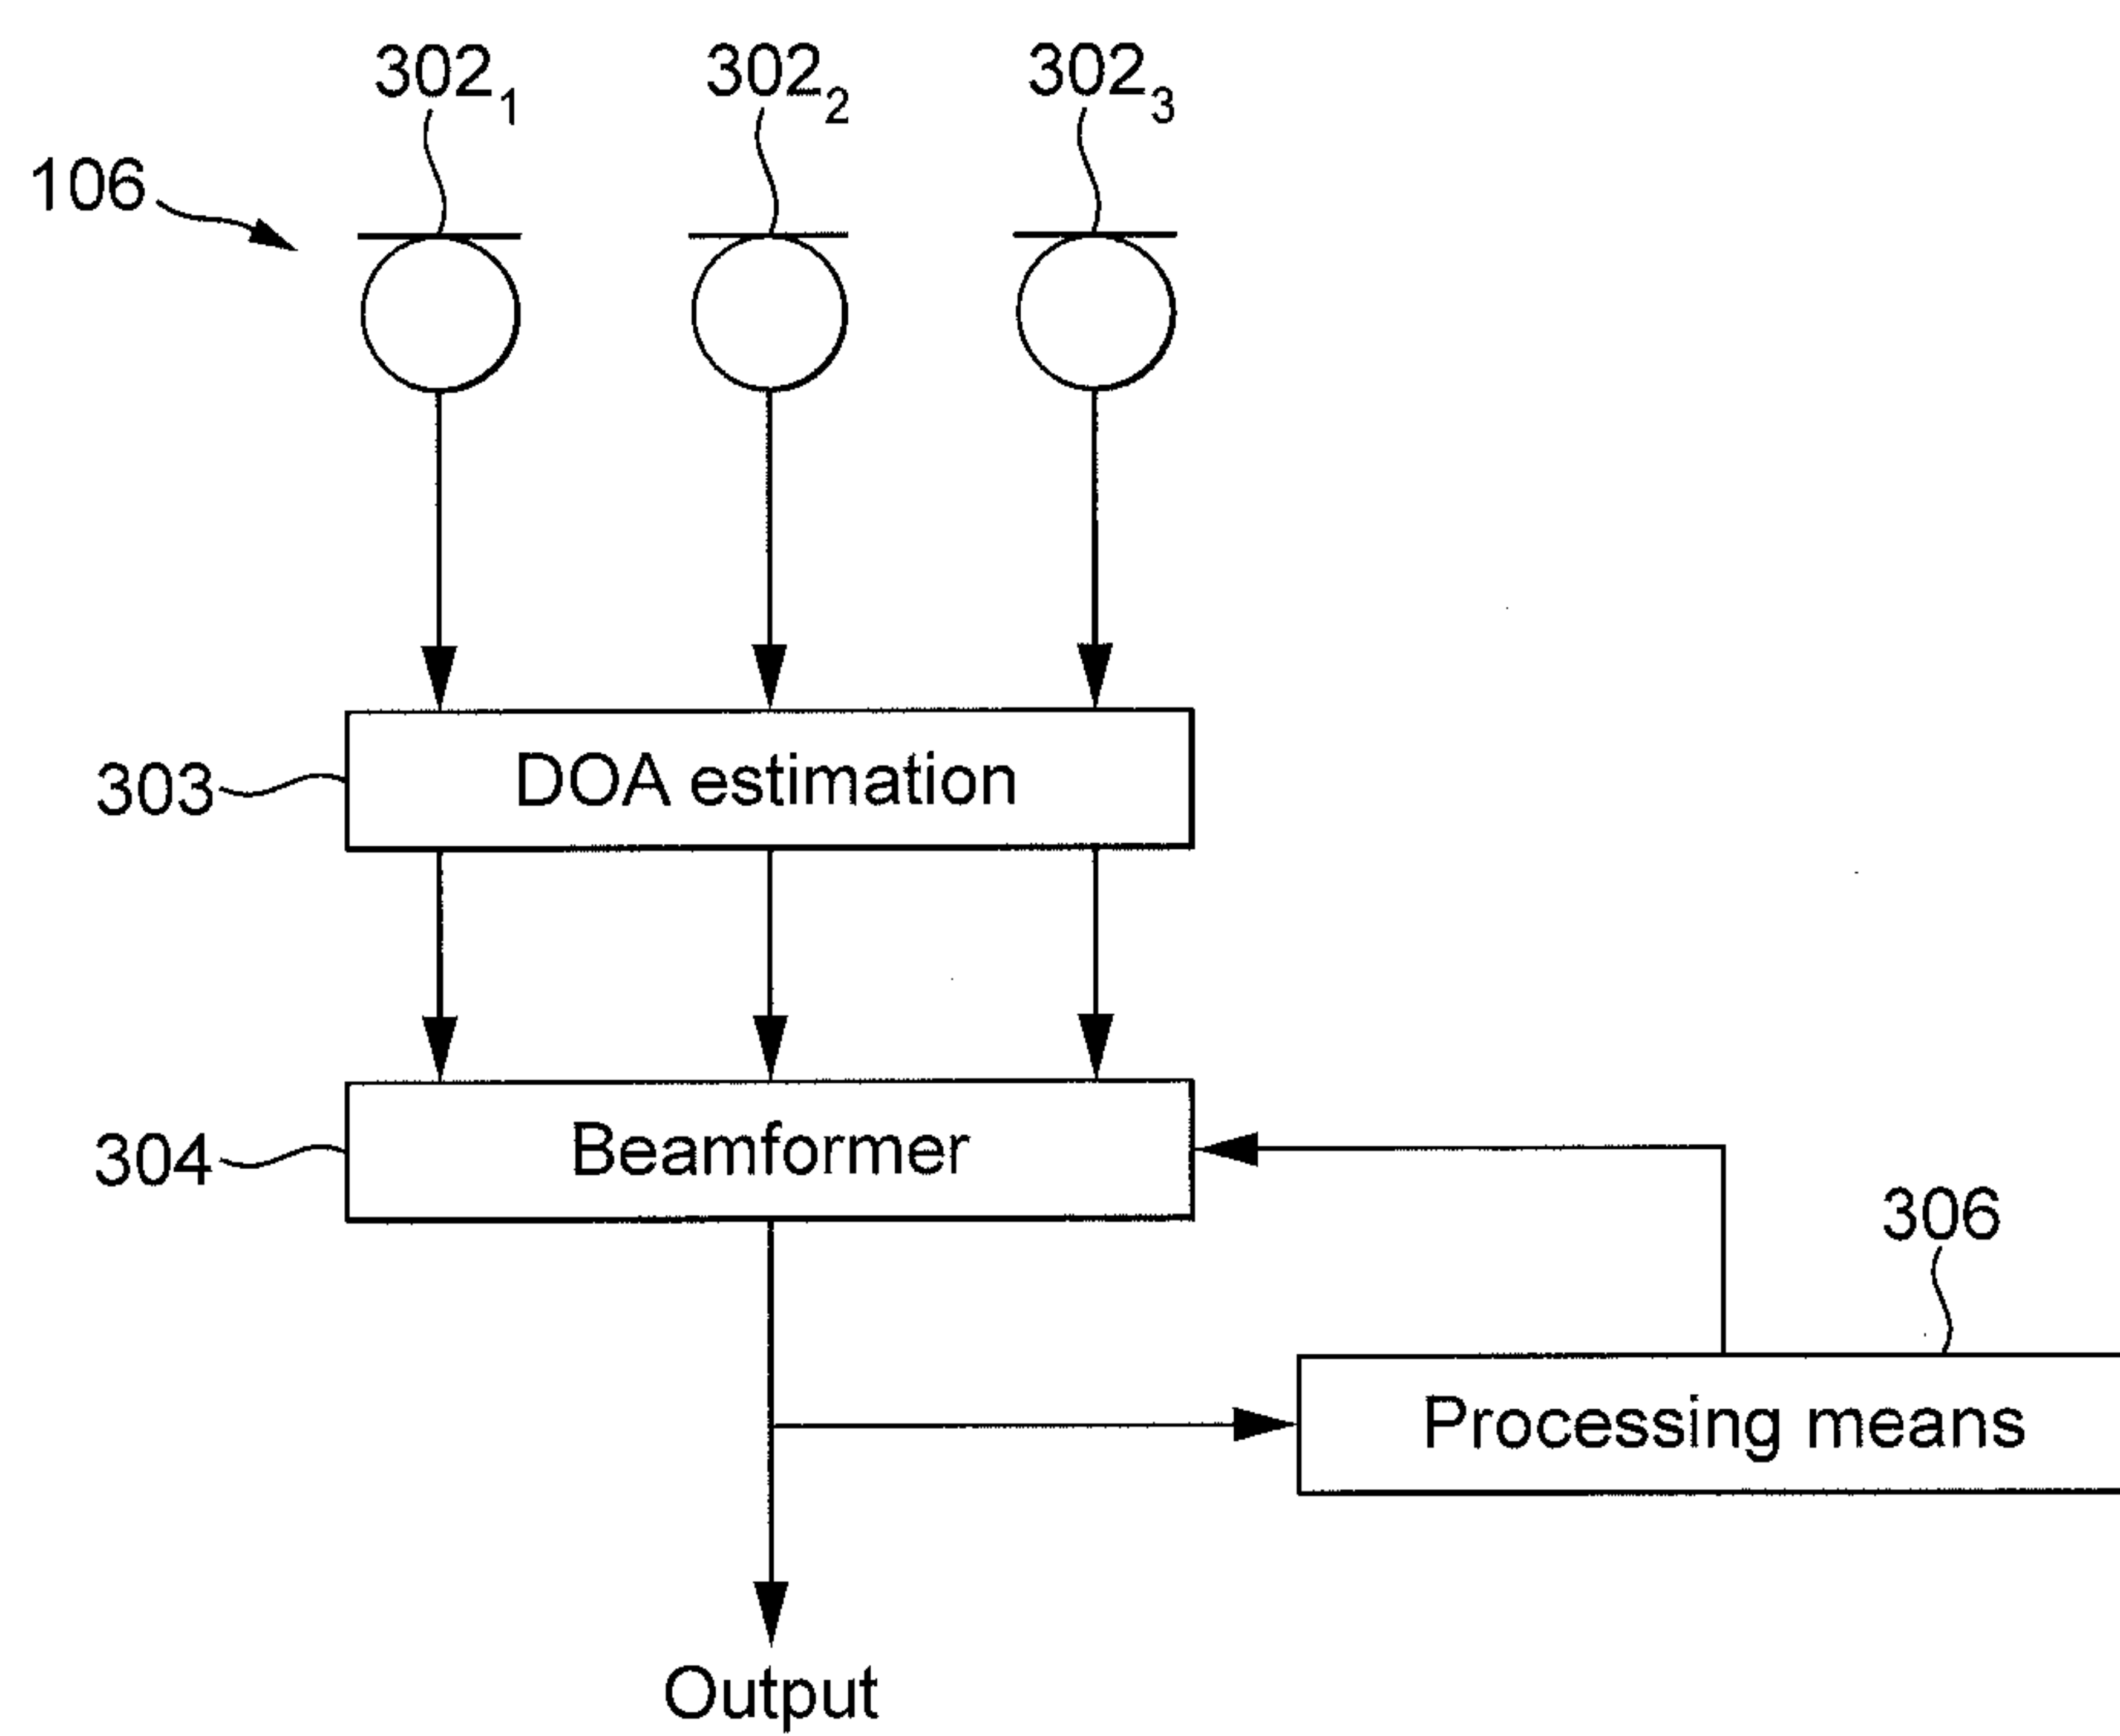 302₁ 302₂ 302₃
106
303 DOA estimation
304 Beamformer
306
Processing means
Output